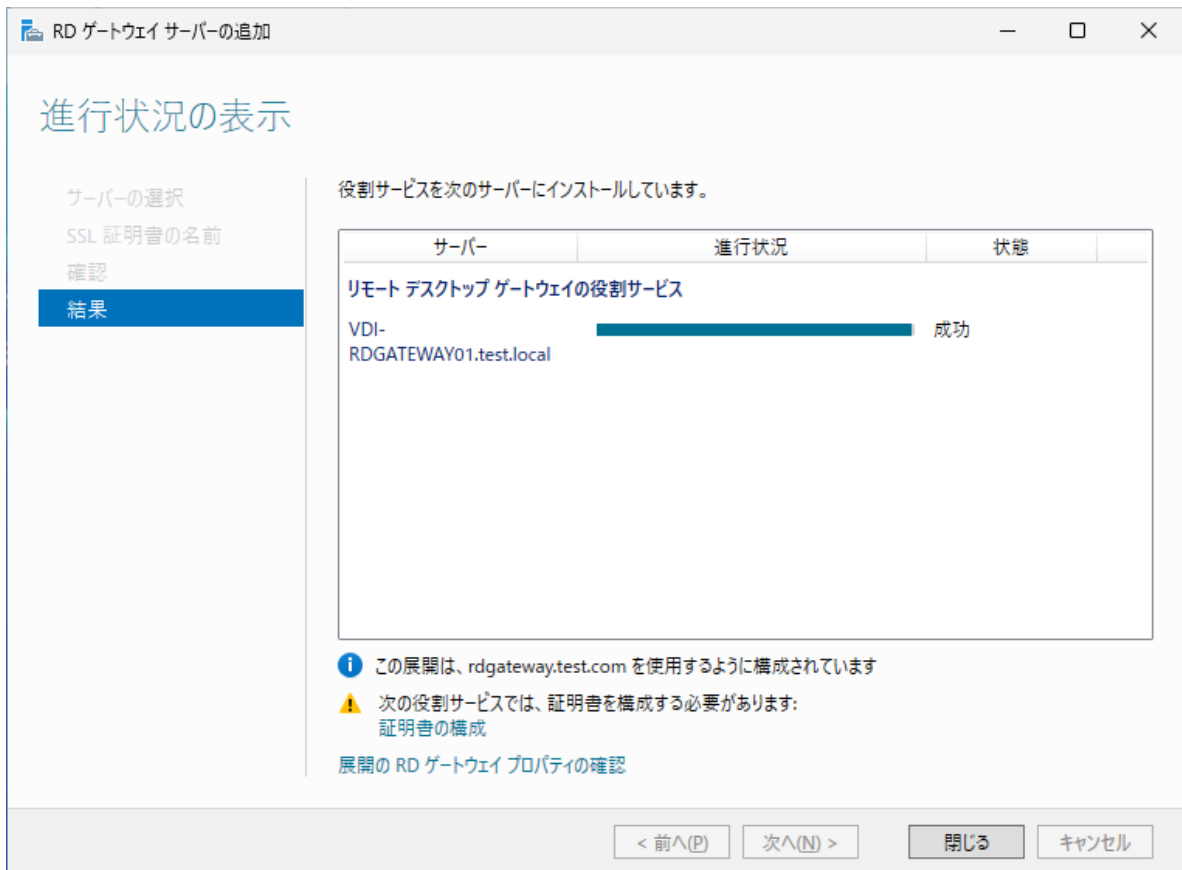 RD ゲートウェイ サーバーの追加
進行状況の表示
サーバーの選択
SSL 証明書の名前
確認
結果
役割サービスを次のサーバーにインストールしています。
サーバー 進行状況 状態
リモート デスクトップ ゲートウェイの役割サービス
VDI- 成功
RDGATEWAY01.test.local
この展開は、rdgateway.test.com を使用するように構成されています
次の役割サービスでは、証明書を構成する必要があります:
証明書の構成
展開の RD ゲートウェイ プロパティの確認
< 前へ(P) 次へ(N) > 閉じる キャンセル